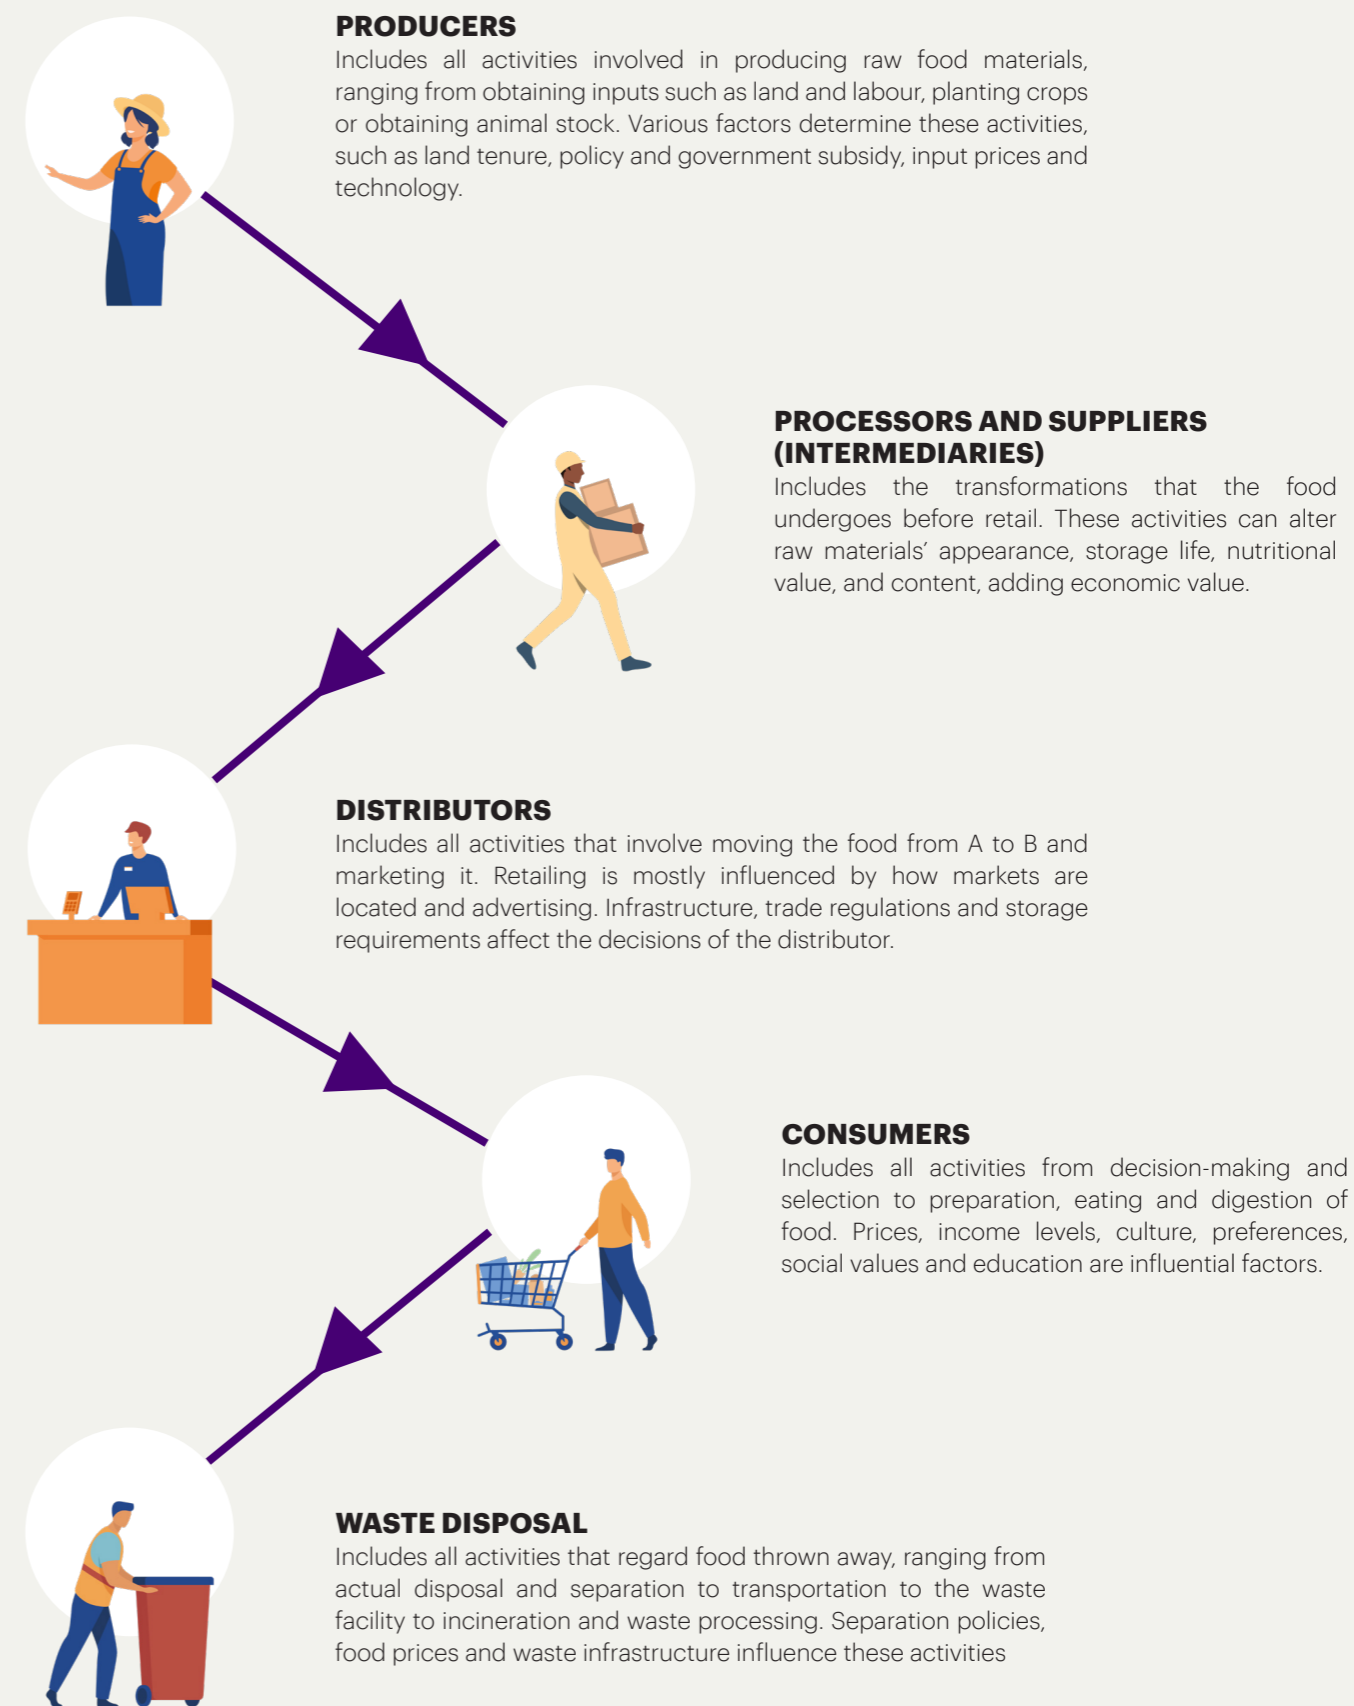 PRODUCERS
Includes all activities involved in producing raw food materials,
ranging from obtaining inputs such as land and labour, planting crops
or obtaining animal stock. Various factors determine these activities,
such as land tenure, policy and government subsidy, input prices and
technology.
PROCESSORS AND SUPPLIERS
(INTERMEDIARIES)
Includes the transformations that the food
undergoes before retail. These activities can alter
raw materials’ appearance, storage life, nutritional
value, and content, adding economic value.
DISTRIBUTORS
Includes all activities that involve moving the food from A to B and
marketing it. Retailing is mostly influenced by how markets are
located and advertising. Infrastructure, trade regulations and storage
requirements affect the decisions of the distributor.
CONSUMERS
Includes all activities from decision-making and
selection to preparation, eating and digestion of
food. Prices, income levels, culture, preferences,
social values and education are influential factors.
WASTE DISPOSAL
Includes all activities that regard food thrown away, ranging from
actual disposal and separation to transportation to the waste
facility to incineration and waste processing. Separation policies,
food prices and waste infrastructure influence these activities